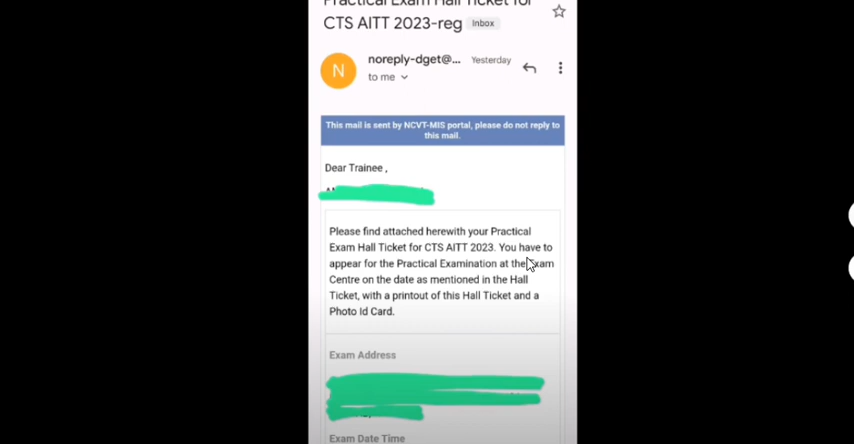 Practical Exam Hall Ticket for
CTS AITT 2023-reg Inbox
N
noreply-dget@... Yesterday
to me
This mail is sent by NCVT-MIS portal, please do not reply to
this mail.
Dear Trainee ,
Please find attached herewith your Practical
Exam Hall Ticket for CTS AITT 2023. You have to
appear for the Practical Examination at the Exam
Centre on the date as mentioned in the Hall
Ticket, with a printout of this Hall Ticket and a
Photo Id Card.
Exam Address
Exam Date Time